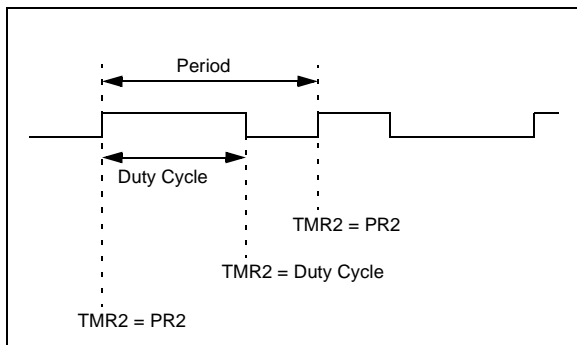 Period
Duty Cycle
TMR2 = PR2
TMR2 = Duty Cycle
TMR2 = PR2